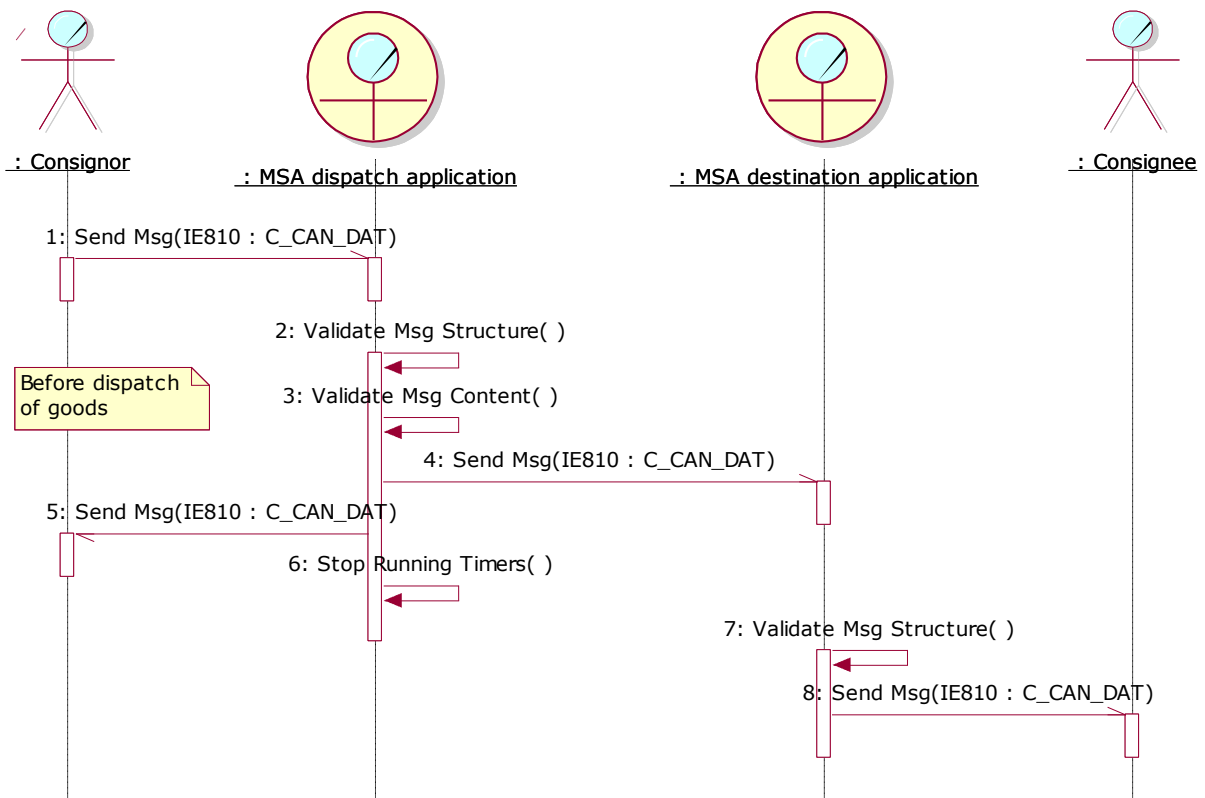 : Consignor
: MSA dispatch application
: MSA destination application
: Consignee
1: Send Msg(IE810 : C_CAN_DAT)
2: Validate Msg Structure( )
Before dispatch
of goods
3: Validate Msg Content( )
4: Send Msg(IE810 : C_CAN_DAT)
5: Send Msg(IE810 : C_CAN_DAT)
6: Stop Running Timers( )
7: Validate Msg Structure( )
8: Send Msg(IE810 : C_CAN_DAT)